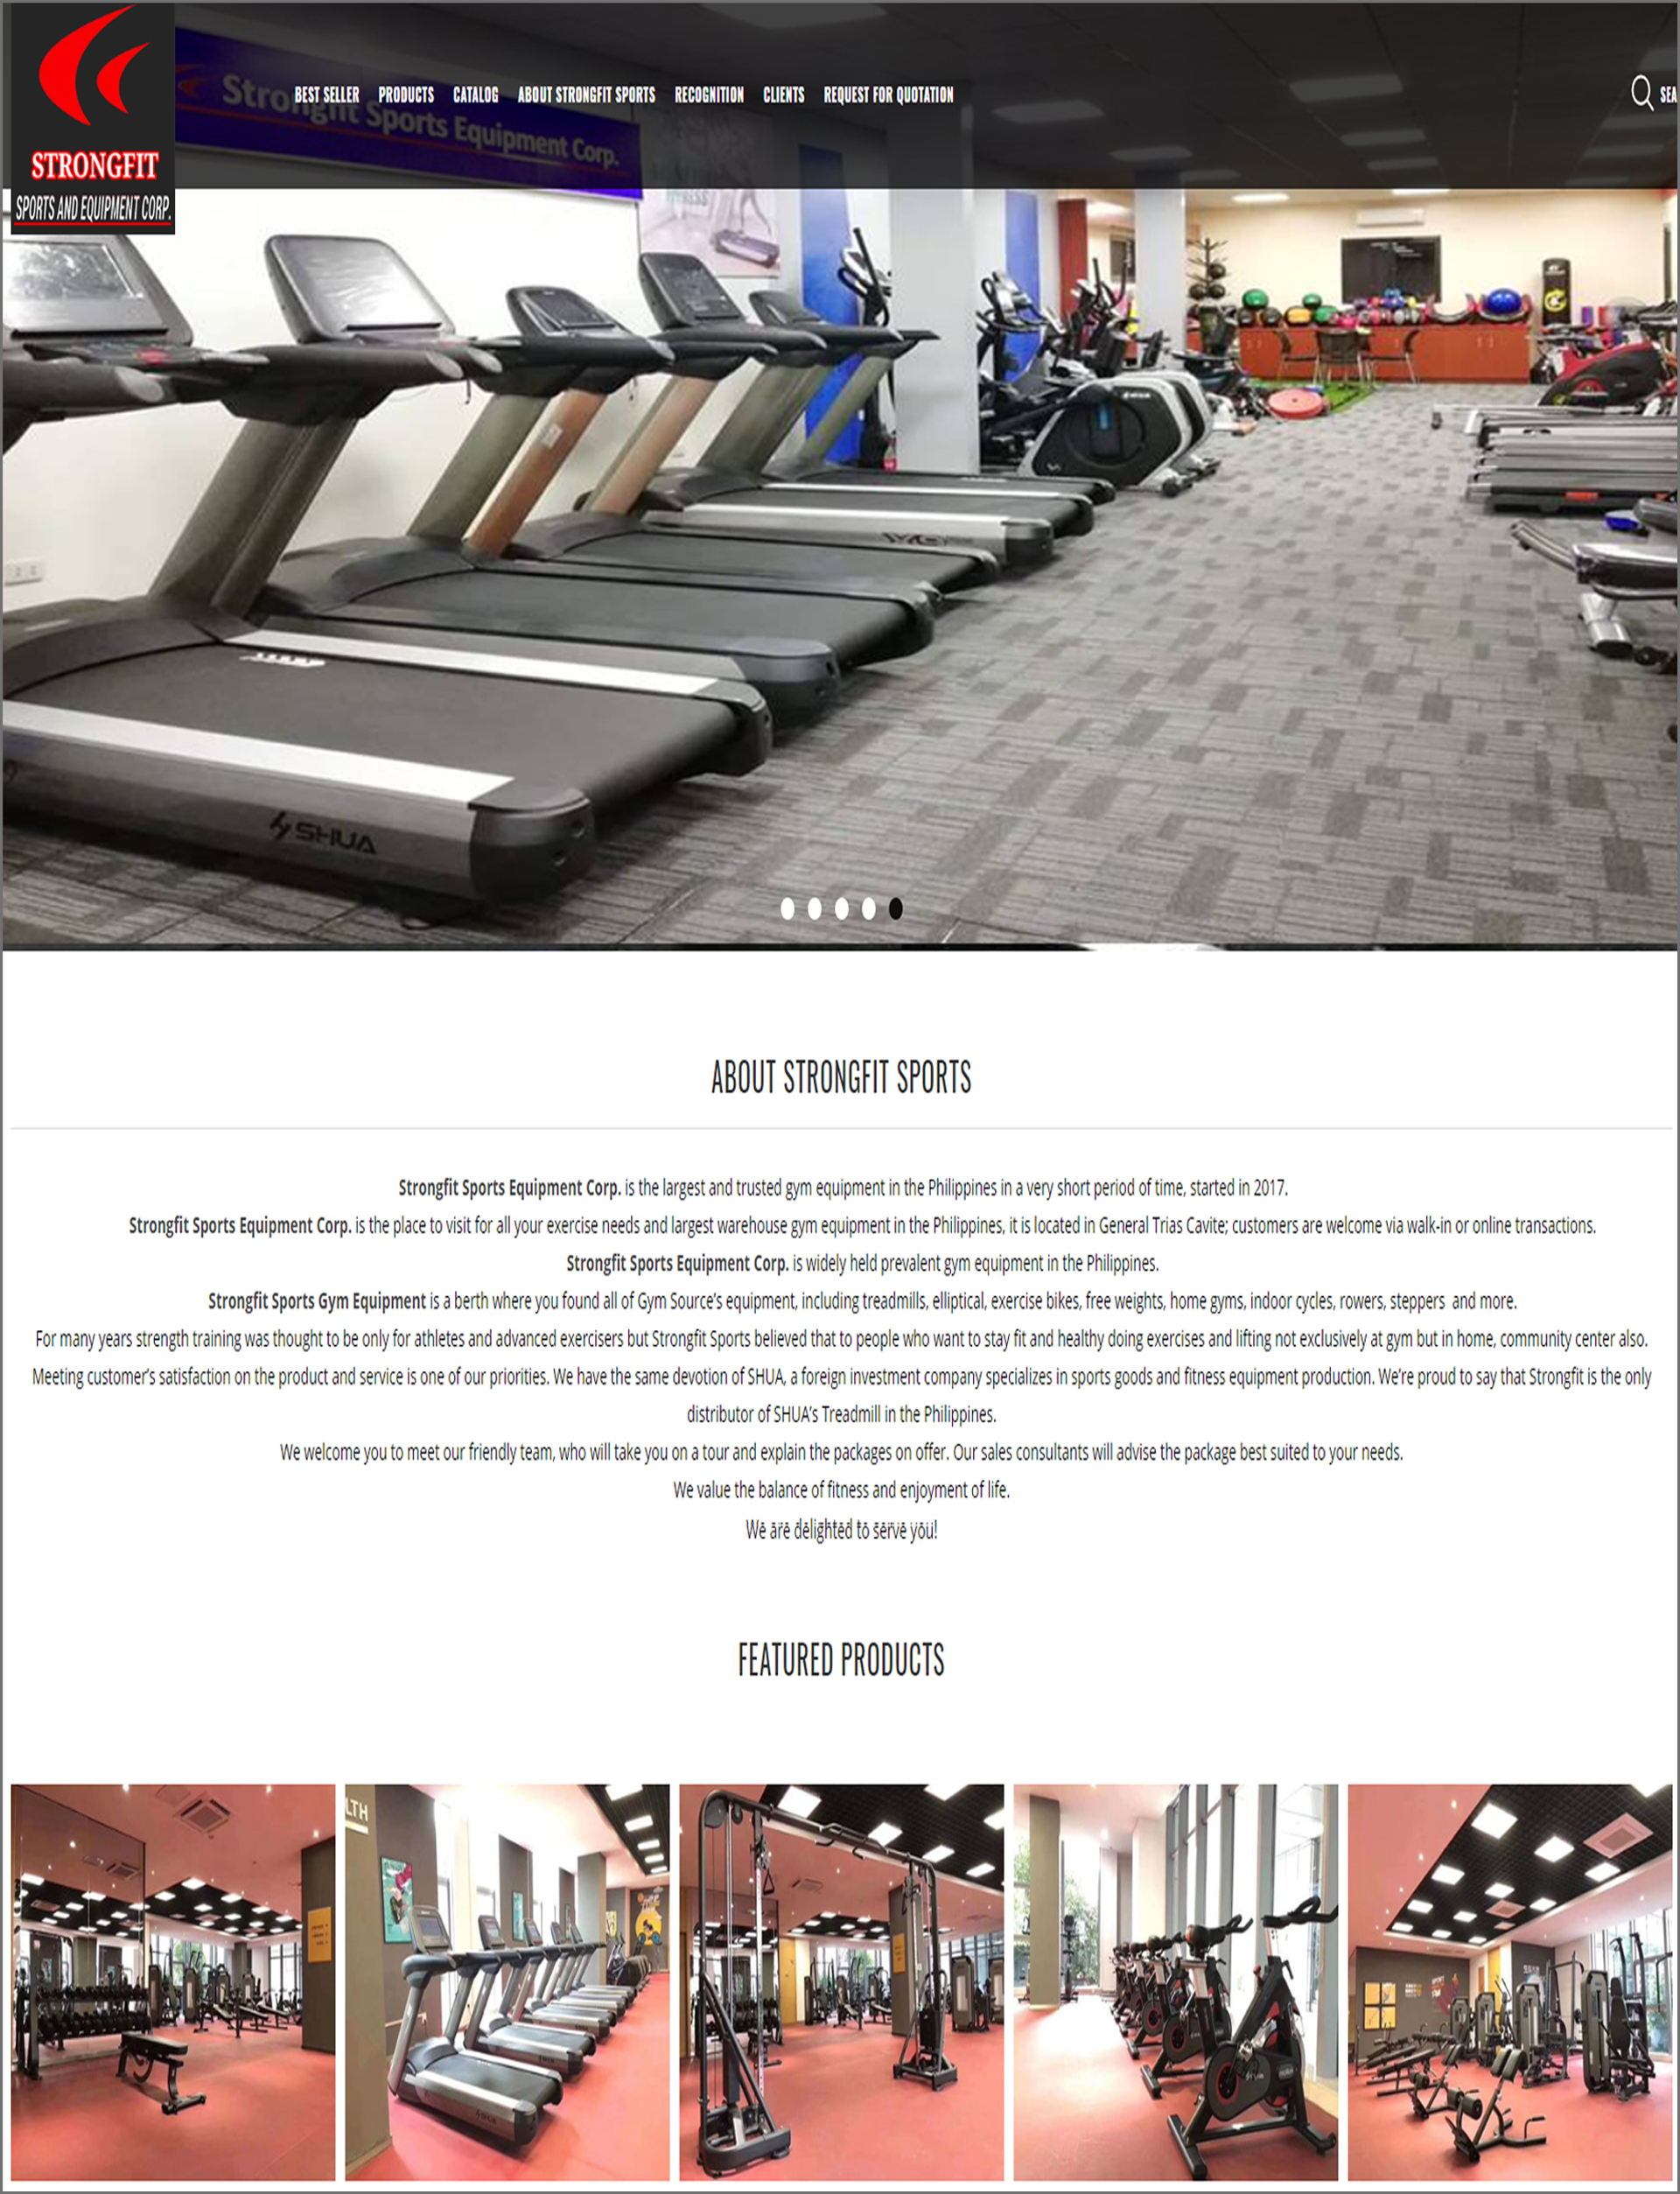 STRONGFIT
SPORTS AND EQUIPMENT CORP.
Strongfit Sports Equipment Corp.
BEST SELLER PRODUCTS CATALOG ABOUT STRONGFIT SPORTS RECOGNITION CLIENTS REQUEST FOR QUOTATION
SHUA
ABOUT STRONGFIT SPORTS
Strongfit Sports Equipment Corp. is the largest and trusted gym equipment in the Philippines in a very short period of time, started in 2017.
Strongfit Sports Equipment Corp. is the place to visit for all your exercise needs and largest warehouse gym equipment in the Philippines, it is located in General Trias Cavite; customers are welcome via walk-in or online transactions.
Strongfit Sports Equipment Corp. is widely held prevalent gym equipment in the Philippines.
Strongfit Sports Gym Equipment is a berth where you found all of Gym Source’s equipment, including treadmills, elliptical, exercise bikes, free weights, home gyms, indoor cycles, rowers, steppers and more.
For many years strength training was thought to be only for athletes and advanced exercisers but Strongfit Sports believed that to people who want to stay fit and healthy doing exercises and lifting not exclusively at gym but in home, community center also.
Meeting customer’s satisfaction on the product and service is one of our priorities. We have the same devotion of SHUA, a foreign investment company specializes in sports goods and fitness equipment production. We’re proud to say that Strongfit is the only
distributor of SHUA’s Treadmill in the Philippines.
We welcome you to meet our friendly team, who will take you on a tour and explain the packages on offer. Our sales consultants will advise the package best suited to your needs.
We value the balance of fitness and enjoyment of life.
We are delighted to serve you!
FEATURED PRODUCTS
LTH